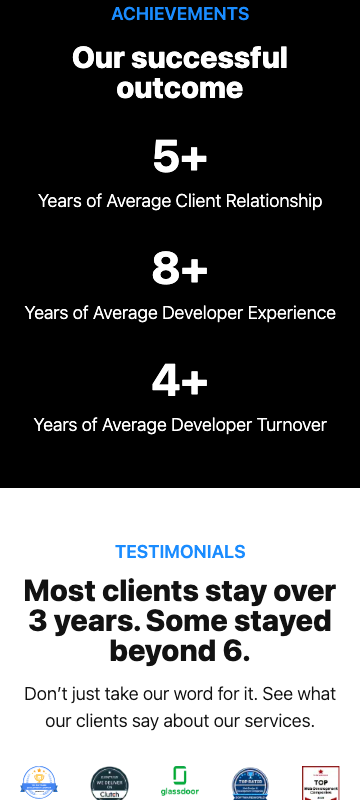 ACHIEVEMENTS
Our successful
outcome
5+
Years of Average Client Relationship
8+
Years of Average Developer Experience
4+
Years of Average Developer Turnover
TESTIMONIALS
Most clients stay over
3 years. Some stayed
beyond 6.
Don’t just take our word for it. See what
our clients say about our services.
WE DELIVER
Clutch
glassdoor
TOP RATED
TOP
Web Development
Companies